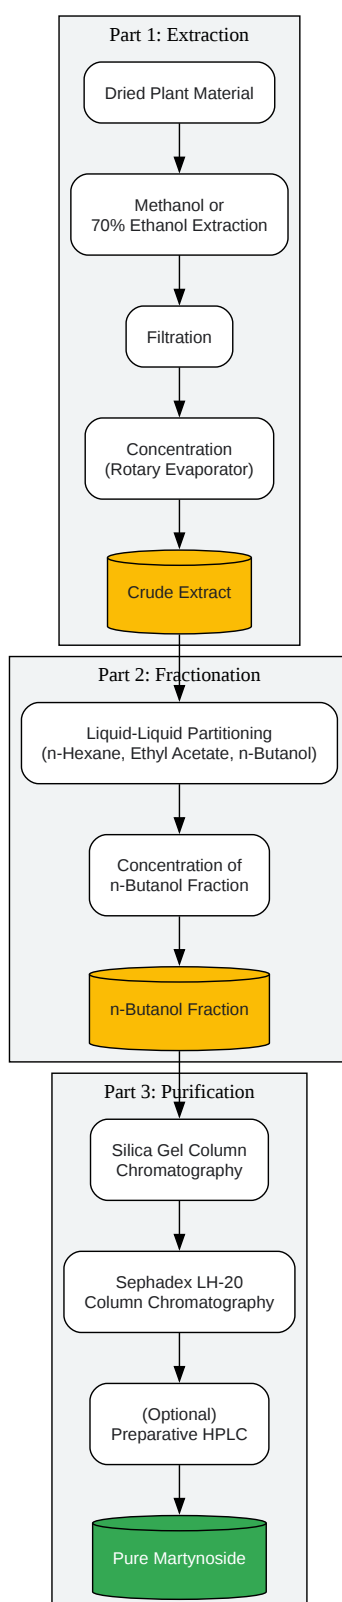 Part 1: Extraction
Dried Plant Material
Methanol or
70% Ethanol Extraction
Filtration
Concentration
(Rotary Evaporator)
Crude Extract
Part 2: Fractionation
Liquid-Liquid Partitioning
(n-Hexane, Ethyl Acetate, n-Butanol)
Concentration of
n-Butanol Fraction
n-Butanol Fraction
Part 3: Purification
Silica Gel Column
Chromatography
Sephadex LH-20
Column Chromatography
(Optional)
Preparative HPLC
Pure Martynoside